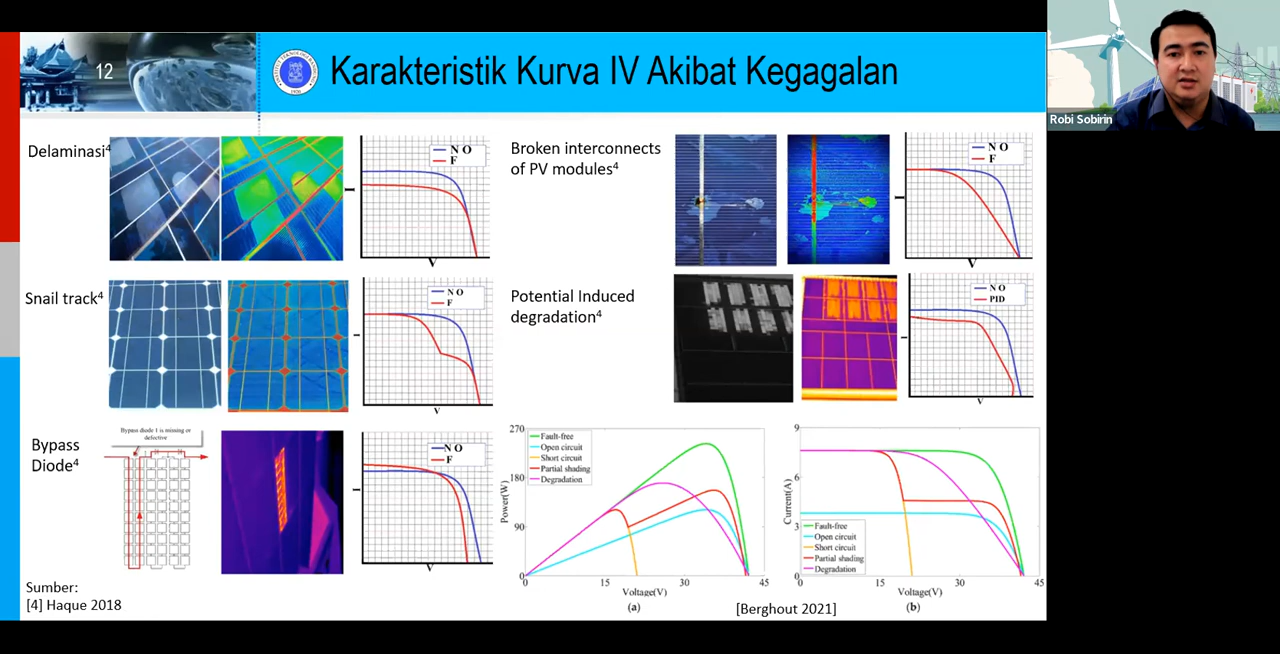 12
Karakteristik Kurva IV Akibat Kegagalan
Robi Sobirin
Delaminasi⁴
N O
F
I
V
Broken interconnects
of PV modules⁴
N O
F
I
V
Snail track⁴
N O
F
I
V
Potential Induced
degradation⁴
N O
PID
I
V
Bypass
Diode⁴
Bypass diode 1 is missing or
defective
N O
F
I
V
270
180
90
0
15
30
45
Power(W)
Voltage(V)
Fault-free
Open circuit
Short circuit
Partial shading
Degradation
(a)
9
6
3
0
0
15
30
45
Current(A)
Voltage(V)
Fault-free
Open circuit
Short circuit
Partial shading
Degradation
(b)
[Berghout 2021]
Sumber:
[4] Haque 2018